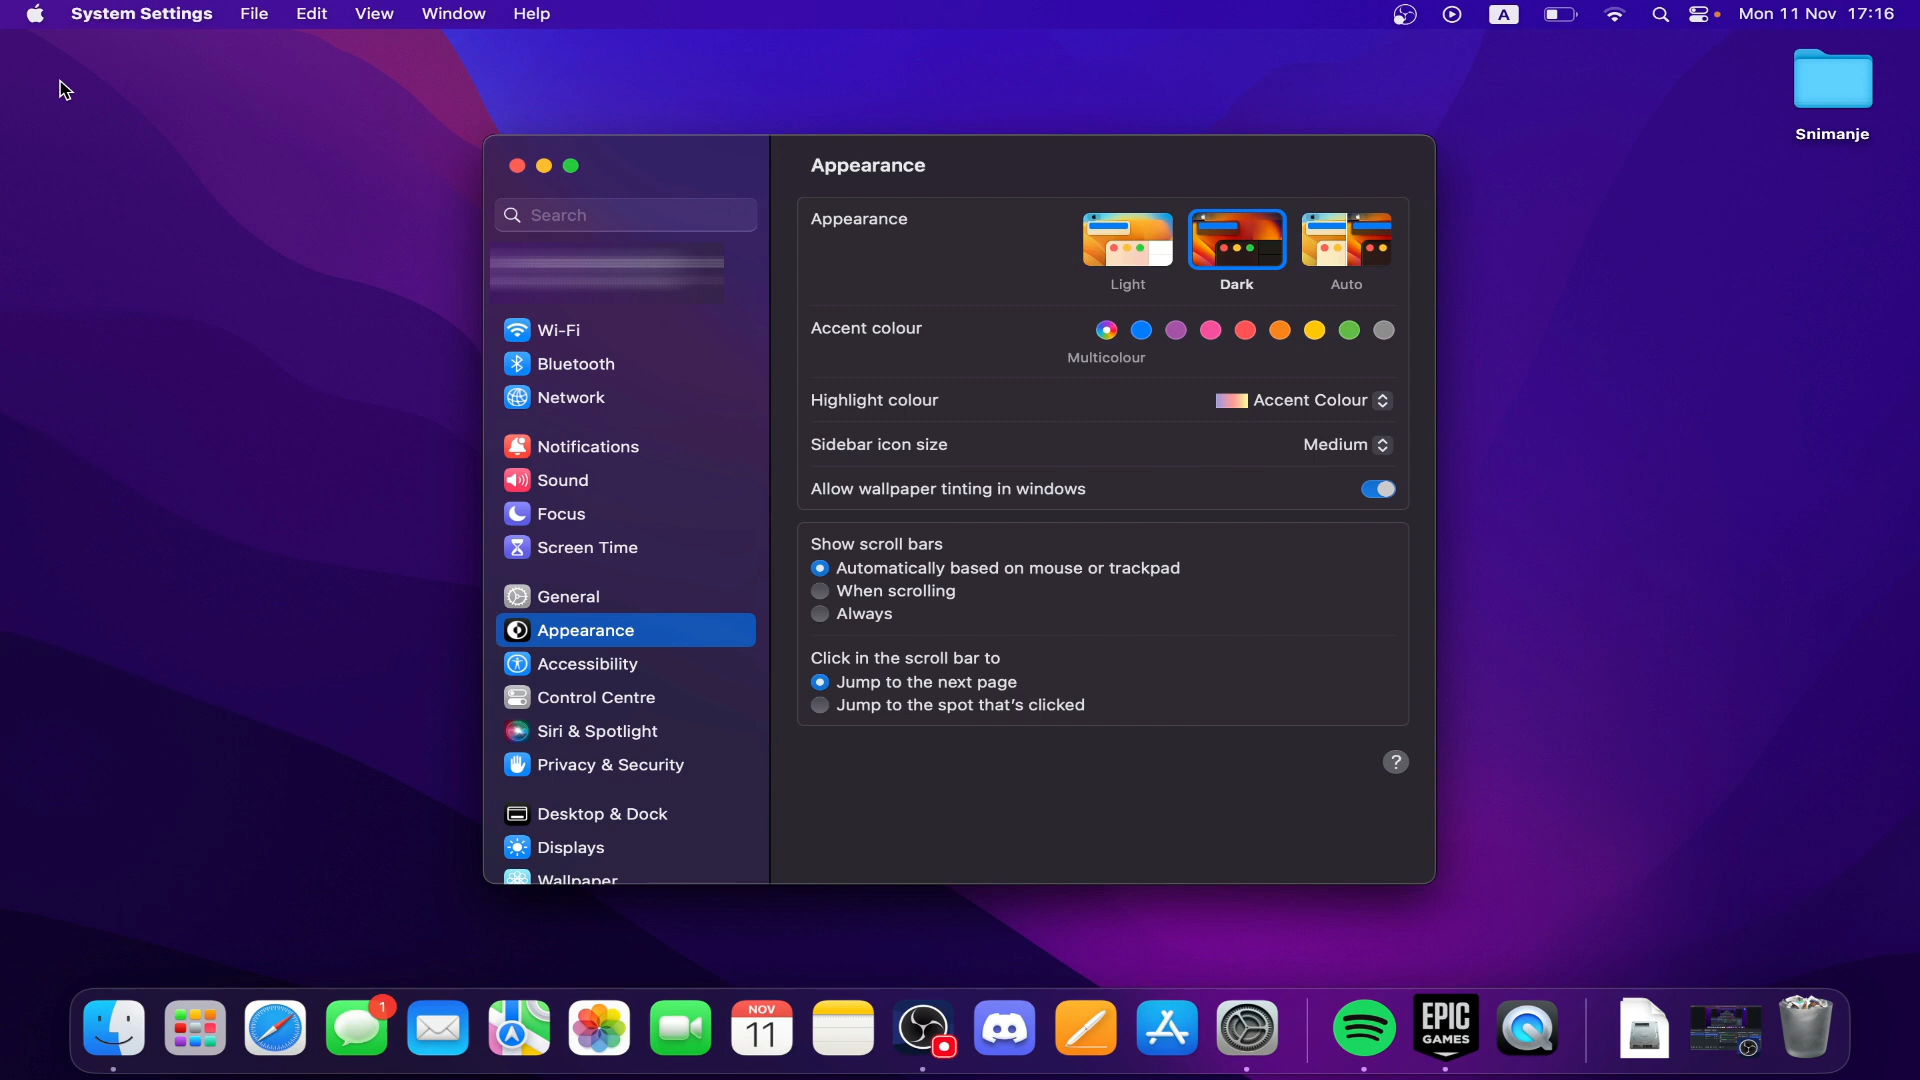 System Settings File Edit View Window Help A Mon 11 Nov 17:16
Snimanje
Search
Wi-Fi
Bluetooth
Network
Notifications
Sound
Focus
Screen Time
General
Appearance
Accessibility
Control Centre
Siri & Spotlight
Privacy & Security
Desktop & Dock
Displays
Wallpaper
Appearance
Appearance
Light Dark Auto
Accent colour
Multicolour
Highlight colour Accent Colour
Sidebar icon size Medium
Allow wallpaper tinting in windows
Show scroll bars
Automatically based on mouse or trackpad
When scrolling
Always
Click in the scroll bar to
Jump to the next page
Jump to the spot that's clicked
?
1
NOV
11
EPIC
GAMES